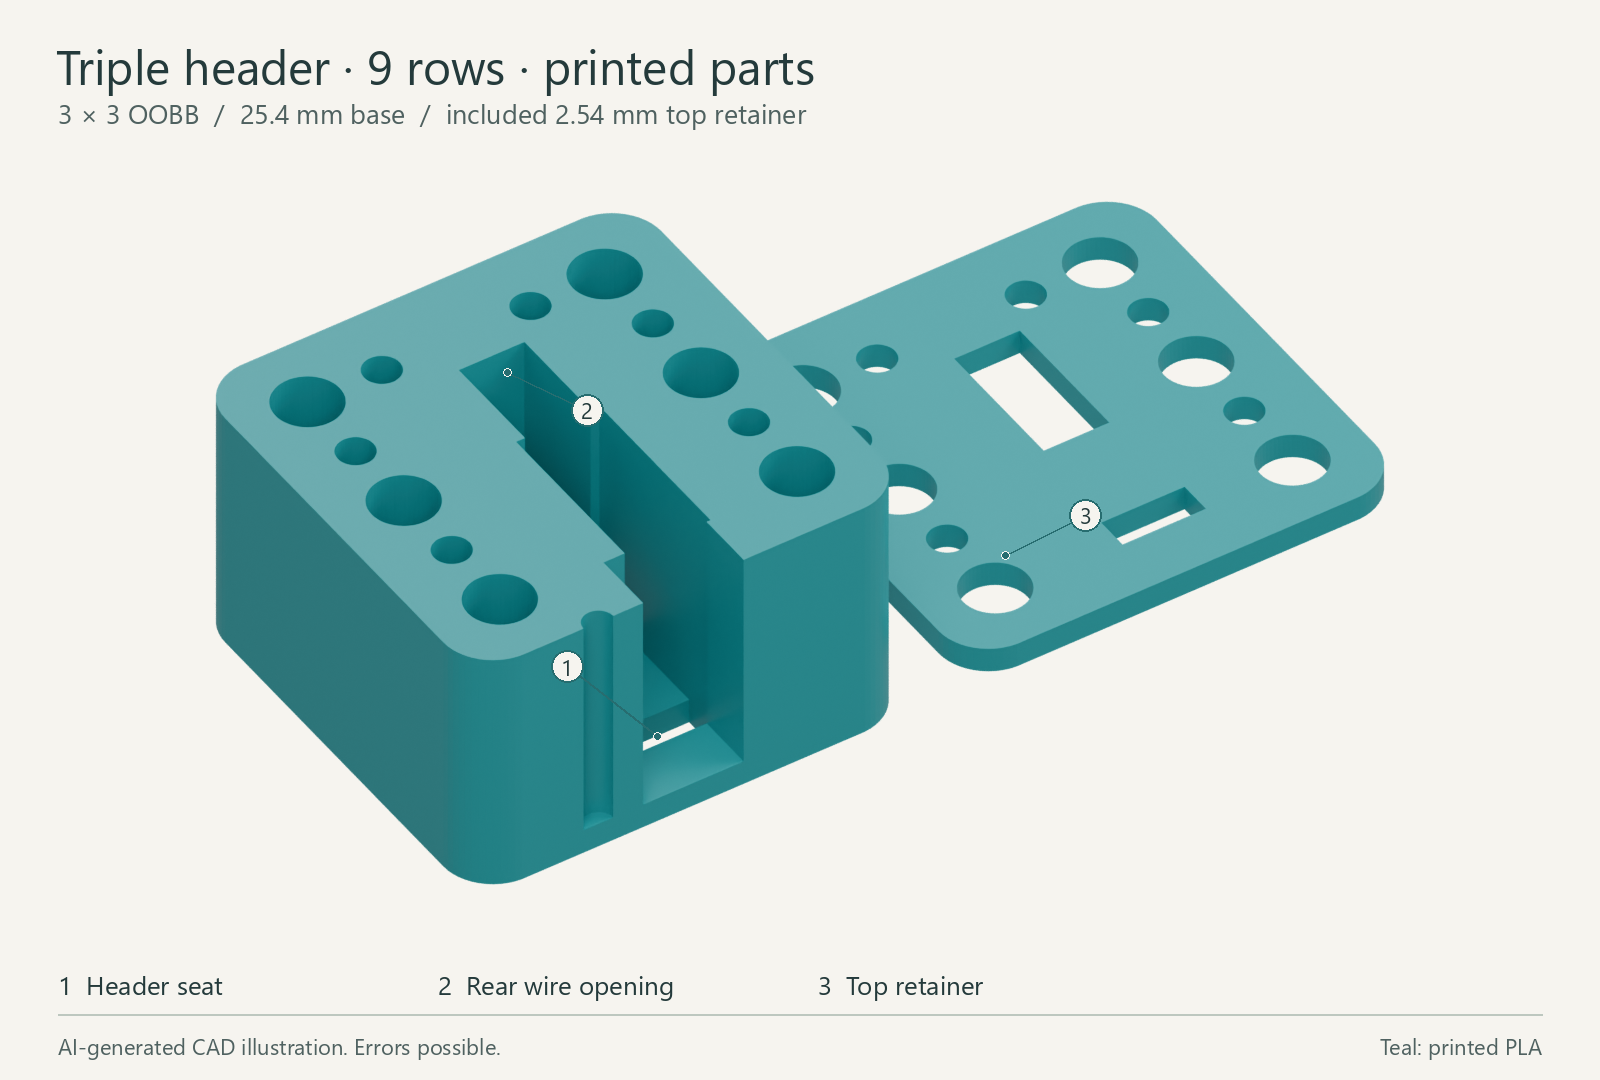 Triple header · 9 rows · printed parts
3 × 3 OOBB / 25.4 mm base / included 2.54 mm top retainer
2
3
1
1 Header seat
2 Rear wire opening
3 Top retainer
AI-generated CAD illustration. Errors possible.
Teal: printed PLA